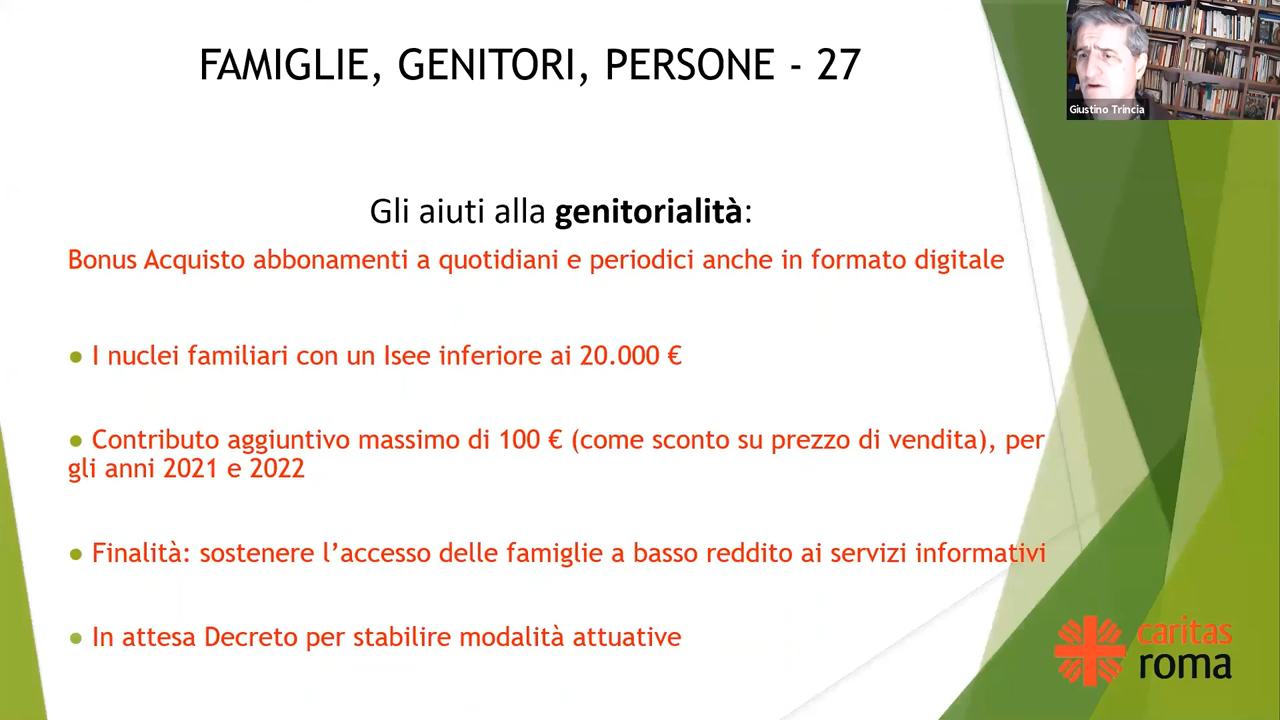 FAMIGLIE, GENITORI, PERSONE - 27
Giustino Trincia
Gli aiuti alla genitorialità:
Bonus Acquisto abbonamenti a quotidiani e periodici anche in formato digitale
● I nuclei familiari con un Isee inferiore ai 20.000 €
● Contributo aggiuntivo massimo di 100 € (come sconto su prezzo di vendita), per
gli anni 2021 e 2022
● Finalità: sostenere l’accesso delle famiglie a basso reddito ai servizi informativi
● In attesa Decreto per stabilire modalità attuative
caritas
roma